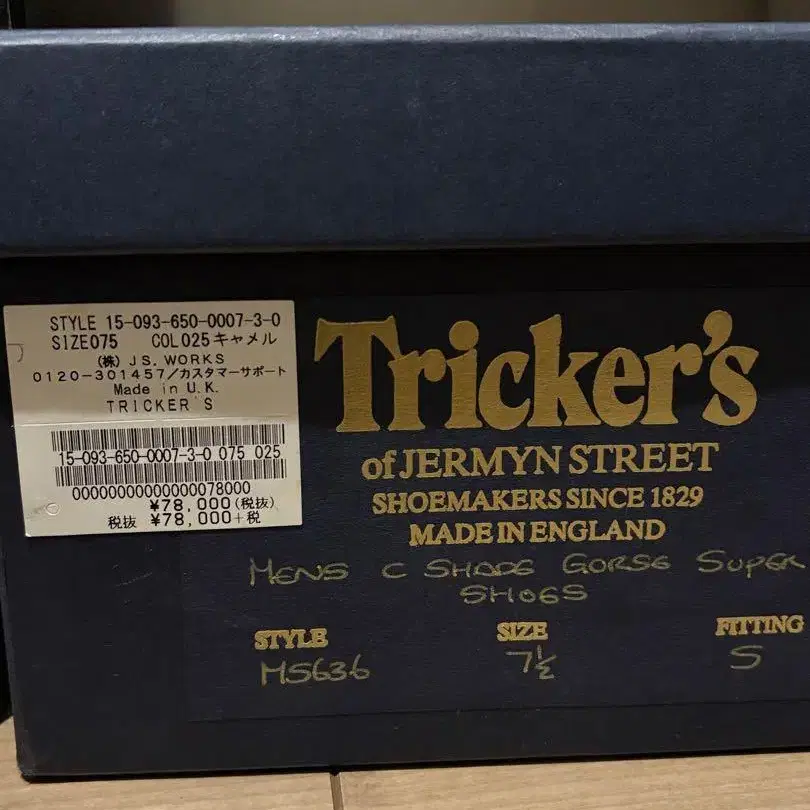 STYLE 15-093-650-0007-3-0
SIZE075 COL025キャメル
(株) J S. WORKS
0120-301457/カスタマーサポート
Made in U.K.
TRICKER'S
15-093-650-0007-3-0 075 025
00000000000000078000
¥78,000(税抜)
税抜 ¥78,000+税
Tricker's
of JERMYN STREET
SHOEMAKERS SINCE 1829
MADE IN ENGLAND
MENS C SHADE GORSE SUPER
SHOES
STYLE SIZE FITTING
M5636 7½ 5